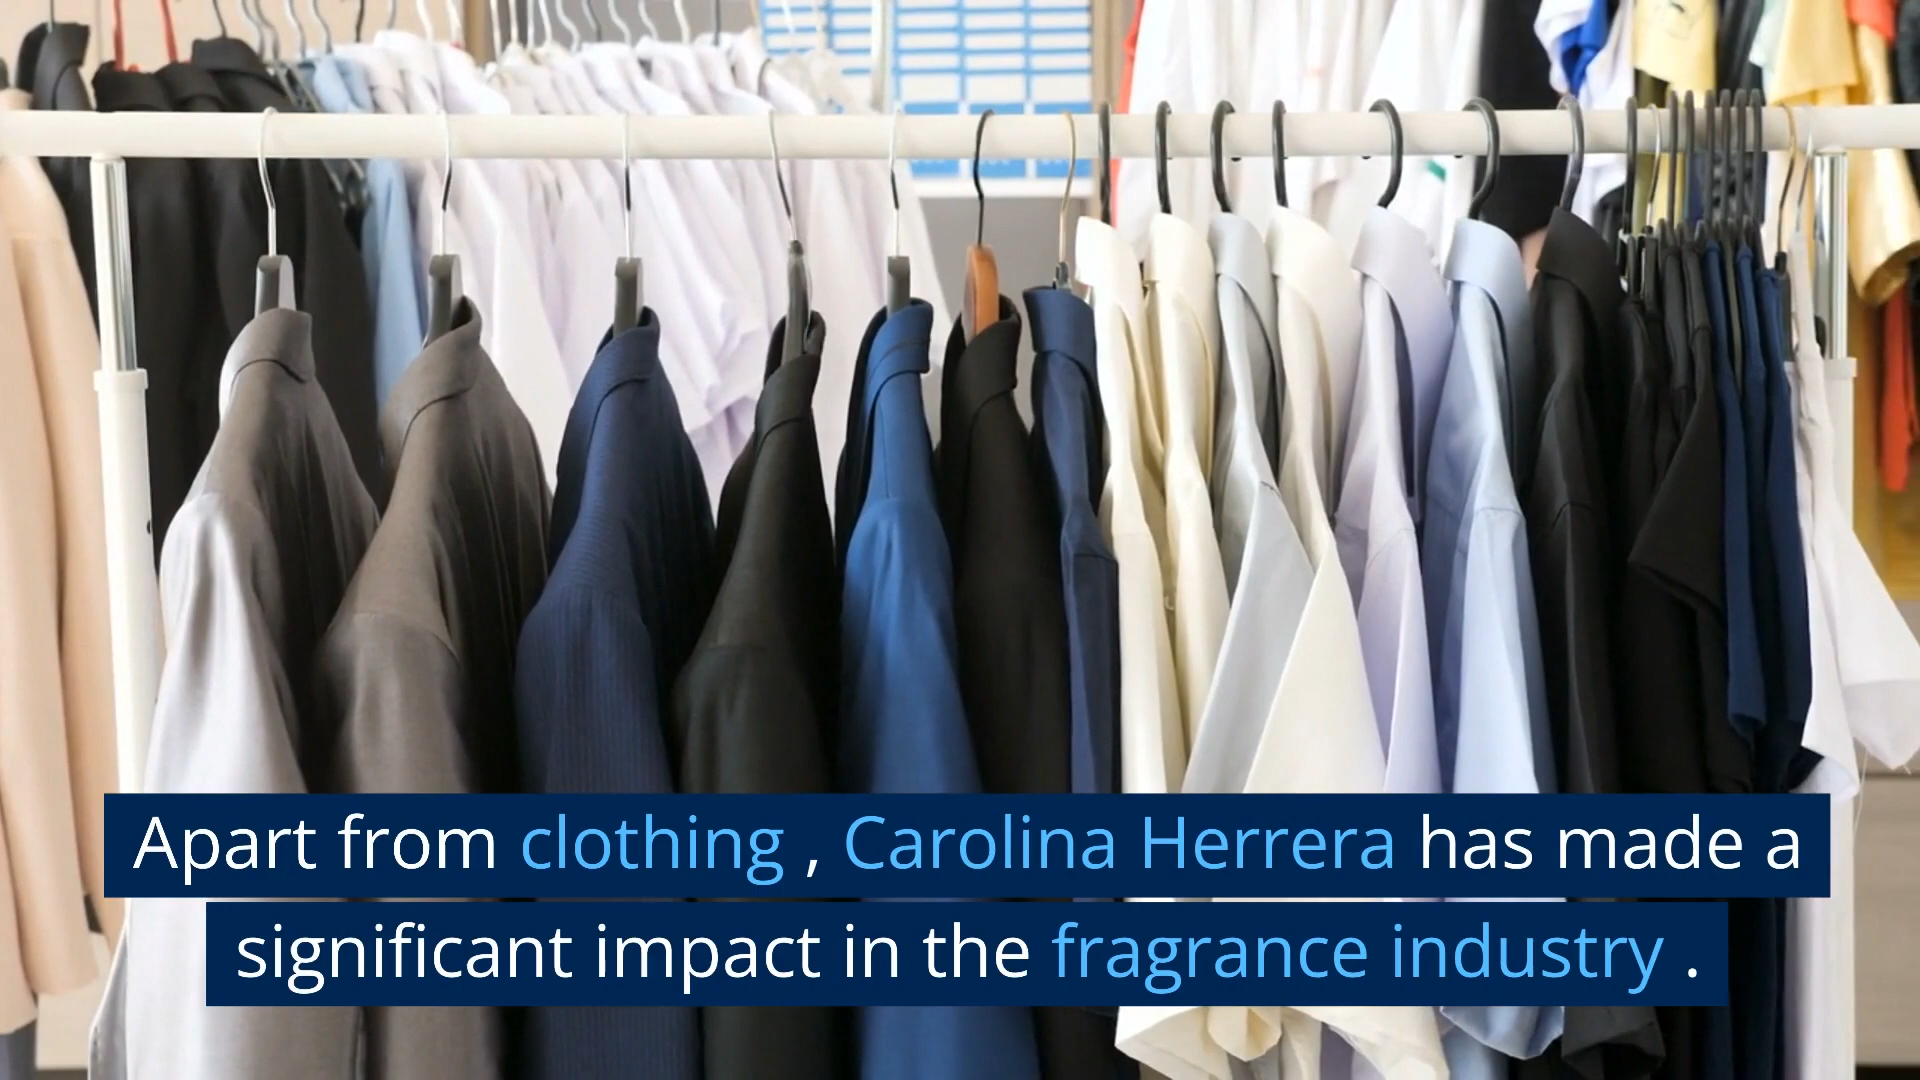 Apart from clothing , Carolina Herrera has made a
significant impact in the fragrance industry .